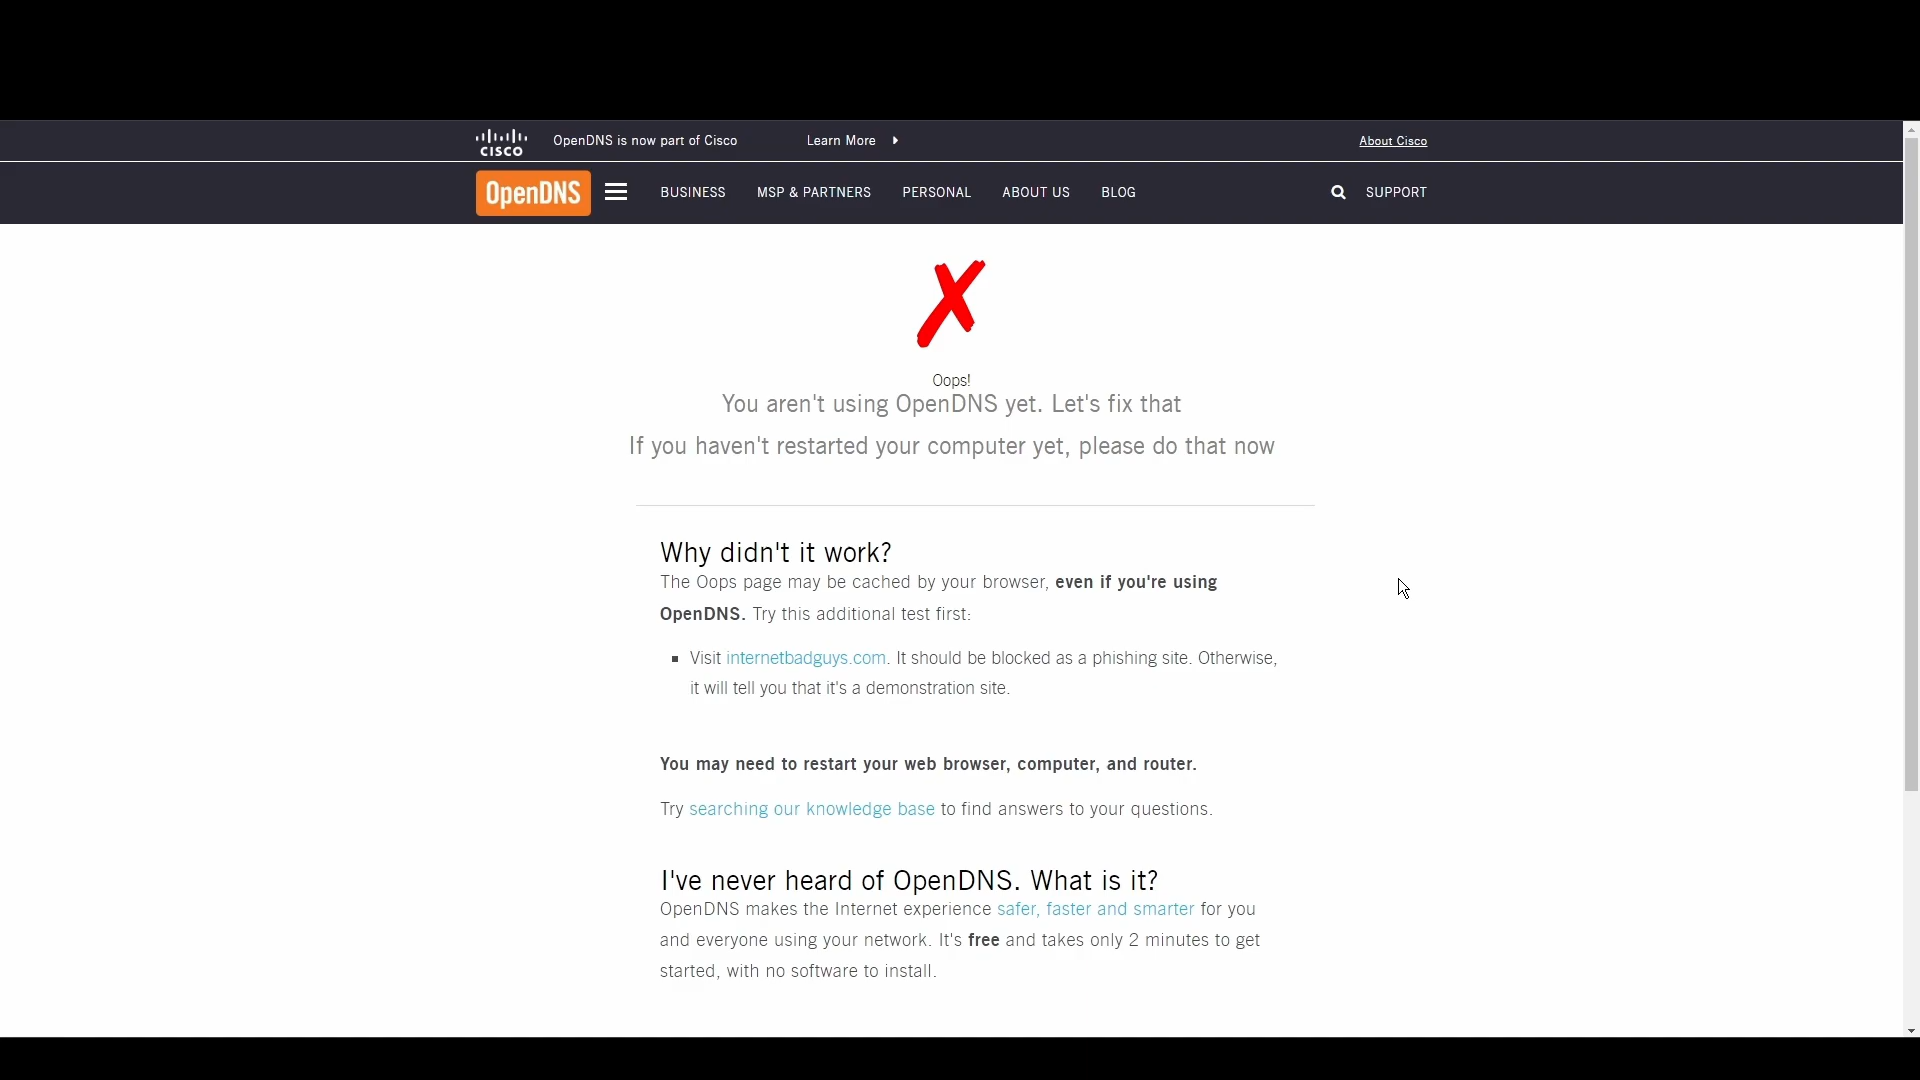 CISCO OpenDNS is now part of Cisco Learn More About Cisco
OpenDNS BUSINESS MSP & PARTNERS PERSONAL ABOUT US BLOG SUPPORT
Oops!
You aren't using OpenDNS yet. Let's fix that
If you haven't restarted your computer yet, please do that now
Why didn't it work?
The Oops page may be cached by your browser, even if you're using
OpenDNS. Try this additional test first:
Visit internetbadguys.com. It should be blocked as a phishing site. Otherwise,
it will tell you that it's a demonstration site.
You may need to restart your web browser, computer, and router.
Try searching our knowledge base to find answers to your questions.
I've never heard of OpenDNS. What is it?
OpenDNS makes the Internet experience safer, faster and smarter for you
and everyone using your network. It's free and takes only 2 minutes to get
started, with no software to install.